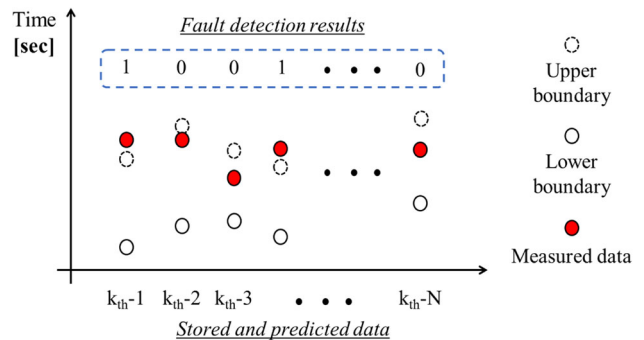 Time
[sec]
Fault detection results
1 0 0 1 • • • 0
Upper
boundary
Lower
boundary
• • •
Measured data
kth-1 kth-2 kth-3 • • • kth-N
Stored and predicted data